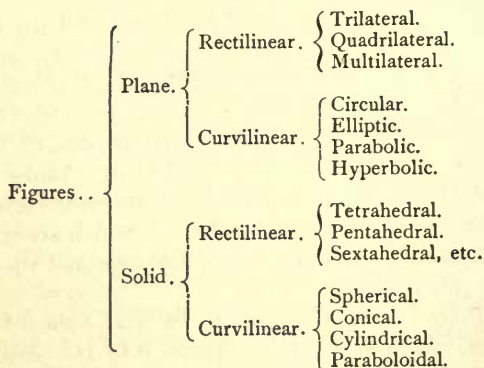 Figures..
Plane.
Rectilinear.
Trilateral.
Quadrilateral.
Multilateral.
Curvilinear.
Circular.
Elliptic.
Parabolic.
Hyperbolic.
Solid.
Rectilinear.
Tetrahedral.
Pentahedral.
Sextahedral, etc.
Curvilinear.
Spherical.
Conical.
Cylindrical.
Paraboloidal.